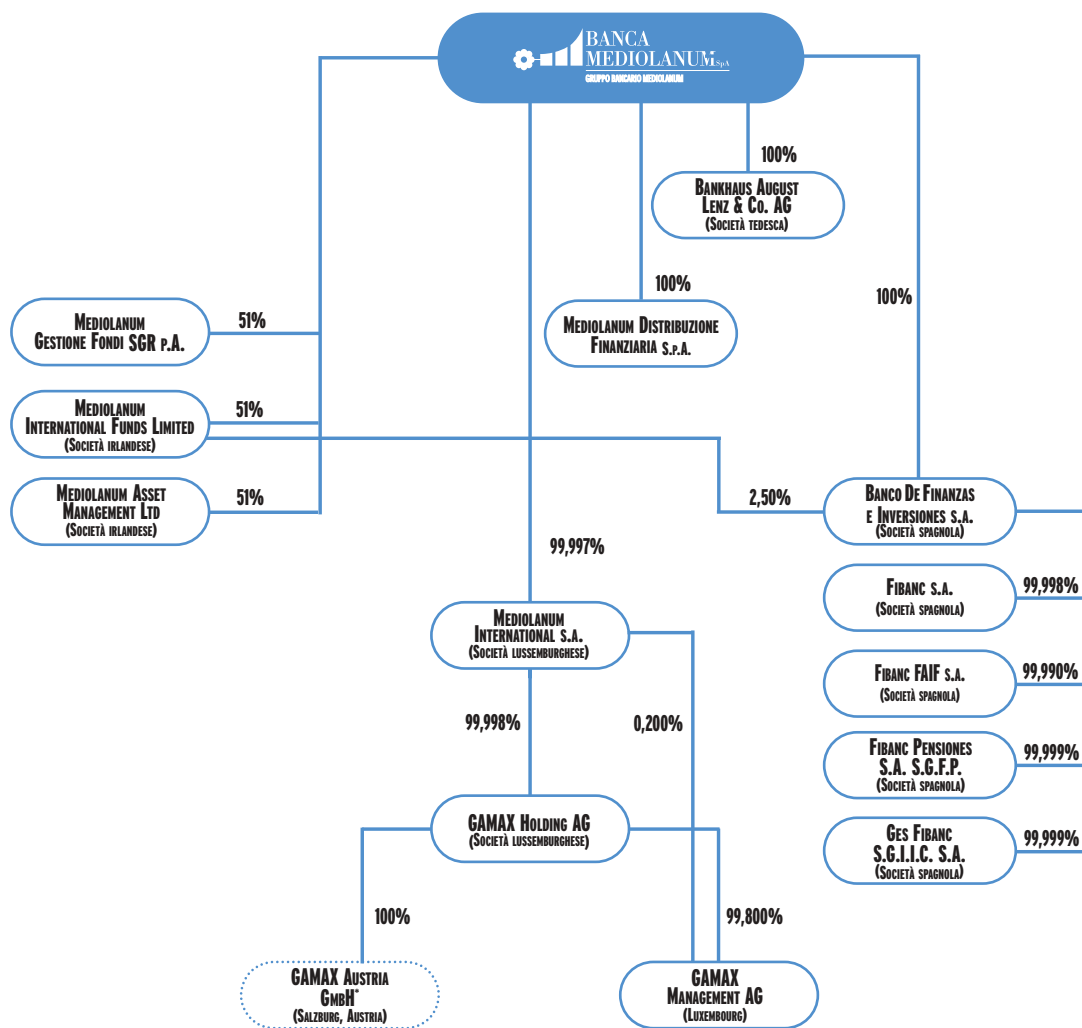 BANCA
MEDIOLANUM SpA
GRUPPO BANCARIO MEDIOLANUM
100%
Bankhaus August
Lenz & Co. AG
(Società tedesca)
100%
100%
Mediolanum Distribuzione
Finanziaria S.p.A.
Mediolanum
Gestione Fondi SGR p.A.
51%
Mediolanum
International Funds Limited
(Società irlandese)
51%
Mediolanum Asset
Management Ltd
(Società irlandese)
51%
2,50%
Banco De Finanzas
e Inversiones s.a.
(Società spagnola)
99,997%
Fibanc s.a.
(Società spagnola)
99,998%
Mediolanum
International s.a.
(Società lussemburghese)
Fibanc FAIF s.a.
(Società spagnola)
99,990%
99,998%
0,200%
Fibanc Pensiones
S.A. S.G.F.P.
(Società spagnola)
99,999%
GAMAX Holding AG
(Società lussemburghese)
Ges Fibanc
S.G.I.I.C. S.A.
(Società spagnola)
99,999%
100%
99,800%
GAMAX Austria
GmbH*
(Salzburg, Austria)
GAMAX
Management AG
(Luxembourg)